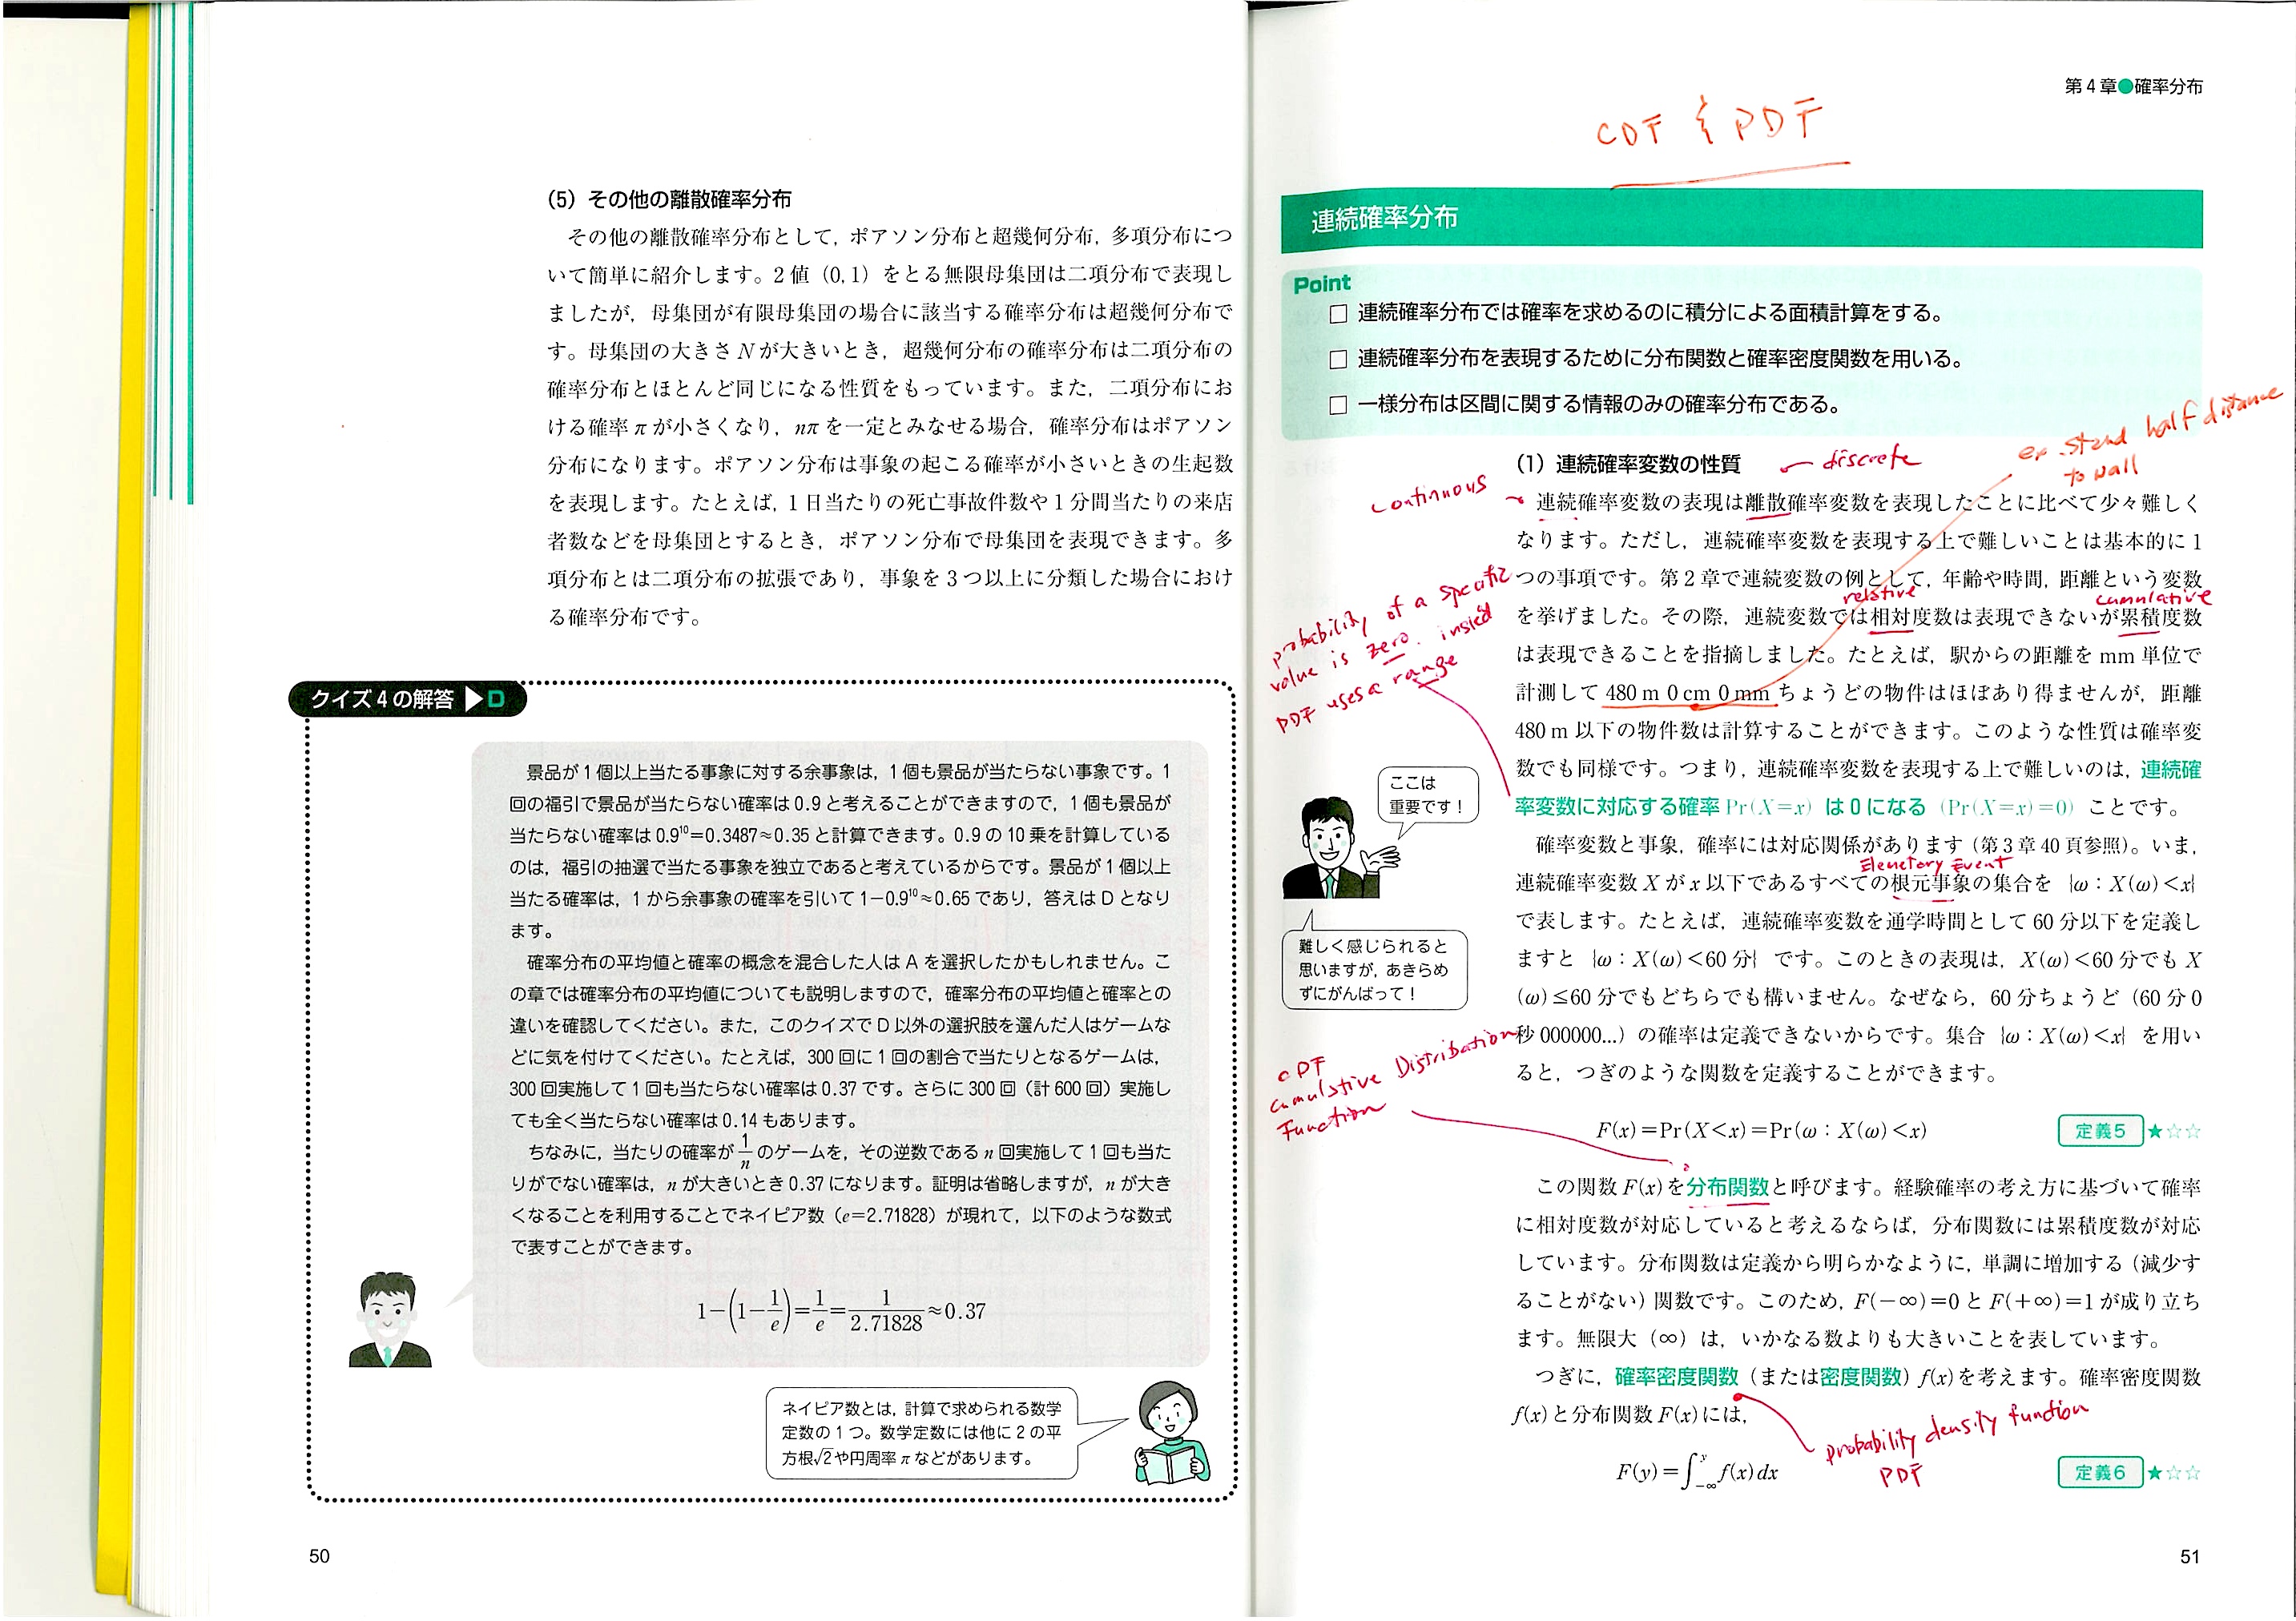 (5) その他の離散確率分布
その他の離散確率分布として，ポアソン分布と超幾何分布，多項分布につ
いて簡単に紹介します。2値（0, 1）をとる無限母集団は二項分布で表現し
ましたが，母集団が有限母集団の場合に該当する確率分布は超幾何分布で
す。母集団の大きさ N が大きいとき，超幾何分布の確率分布は二項分布の
確率分布とほとんど同じになる性質をもっています。また，二項分布にお
ける確率 π が小さくなり，nπ を一定とみなせる場合，確率分布はポアソン
分布になります。ポアソン分布は事象の起こる確率が小さいときの生起数
を表現します。たとえば，1日当たりの死亡事故件数や1分間当たりの来店
者数などを母集団とするとき，ポアソン分布で母集団を表現できます。多
項分布とは二項分布の拡張であり，事象を3つ以上に分類した場合におけ
る確率分布です。
クイズ4の解答 ▶ D
景品が1個以上当たる事象に対する余事象は，1個も景品が当たらない事象です。1
回の福引で景品が当たらない確率は0.9と考えることができますので，1個も景品が
当たらない確率は0.9¹⁰=0.3487≈0.35と計算できます。0.9の10乗を計算している
のは，福引の抽選で当たる事象を独立であると考えているからです。景品が1個以上
当たる確率は，1から余事象の確率を引いて1−0.9¹⁰≈0.65であり，答えはDとなり
ます。
確率分布の平均値と確率の概念を混合した人はAを選択したかもしれません。こ
の章では確率分布の平均値についても説明しますので，確率分布の平均値と確率との
違いを確認してください。また，このクイズでD以外の選択肢を選んだ人はゲームな
どに気を付けてください。たとえば，300回に1回の割合で当たりとなるゲームは，
300回実施して1回も当たらない確率は0.37です。さらに300回（計600回）実施し
ても全く当たらない確率は0.14もあります。
ちなみに，当たりの確率が1/nのゲームを，その逆数であるn回実施して1回も当た
りがでない確率は，nが大きいとき0.37になります。証明は省略しますが，nが大き
くなることを利用することでネイピア数（e=2.71828）が現れて，以下のような数式
で表すことができます。
1−(1−1/e)=1/e=1/2.71828≈0.37
ネイピア数とは，計算で求められる数学
定数の1つ。数学定数には他に2の平
方根√2や円周率πなどがあります。
50
第4章●確率分布
CDF & PDF
連続確率分布
Point
□ 連続確率分布では確率を求めるのに積分による面積計算をする。
□ 連続確率分布を表現するために分布関数と確率密度関数を用いる。
□ 一様分布は区間に関する情報のみの確率分布である。
ex. stand half distance
to wall
(1) 連続確率変数の性質
discrete
continuous
連続確率変数の表現は離散確率変数を表現したことに比べて少々難しく
なります。ただし，連続確率変数を表現する上で難しいことは基本的に1
つの事項です。第2章で連続変数の例として，年齢や時間，距離という変数
relative
cumulative
を挙げました。その際，連続変数では相対度数は表現できないが累積度数
は表現できることを指摘しました。たとえば，駅からの距離をmm単位で
計測して480 m 0 cm 0 mmちょうどの物件はほぼあり得ませんが，距離
480 m以下の物件数は計算することができます。このような性質は確率変
数でも同様です。つまり，連続確率変数を表現する上で難しいのは，連続確
率変数に対応する確率Pr(X=x) は0になる (Pr(X=x)=0) ことです。
probability of a specific
value is zero. insied
PDF uses a range
ここは
重要です！
難しく感じられると
思いますが，あきらめ
ずにがんばって！
確率変数と事象，確率には対応関係があります（第3章40頁参照）。いま，
Elemetory Event
連続確率変数Xがx以下であるすべての根元事象の集合を {ω：X(ω)<x}
で表します。たとえば，連続確率変数を通学時間として60分以下を定義し
ますと {ω：X(ω)<60分} です。このときの表現は，X(ω)<60分でもX
(ω)≤60分でもどちらでも構いません。なぜなら，60分ちょうど（60分0
秒000000...）の確率は定義できないからです。集合 {ω：X(ω)<x} を用い
ると，つぎのような関数を定義することができます。
CDF
cumulative Distribution
Function
F(x)=Pr(X<x)=Pr(ω：X(ω)<x)
定義5 ★☆☆
この関数F(x)を分布関数と呼びます。経験確率の考え方に基づいて確率
に相対度数が対応していると考えるならば，分布関数には累積度数が対応
しています。分布関数は定義から明らかなように，単調に増加する（減少す
ることがない）関数です。このため，F(−∞)=0とF(+∞)=1が成り立ち
ます。無限大（∞）は，いかなる数よりも大きいことを表しています。
つぎに，確率密度関数（または密度関数）f(x)を考えます。確率密度関数
f(x)と分布関数F(x)には，
probability density function
PDF
F(y)=∫_{−∞}^{y} f(x)dx
定義6 ★☆☆
51